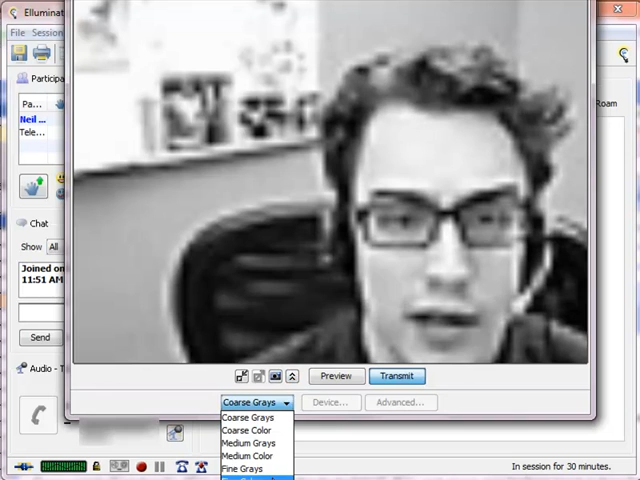 Elluminat
File Session
Participa
Roam
Pa...
Neil ...
Tele...
Chat
Show All
Joined on
11:51 AM
Send
Preview Transmit
Audio - T
Coarse Grays Device... Advanced...
Coarse Grays
Coarse Color
Medium Grays
Medium Color
Fine Grays
In session for 30 minutes.